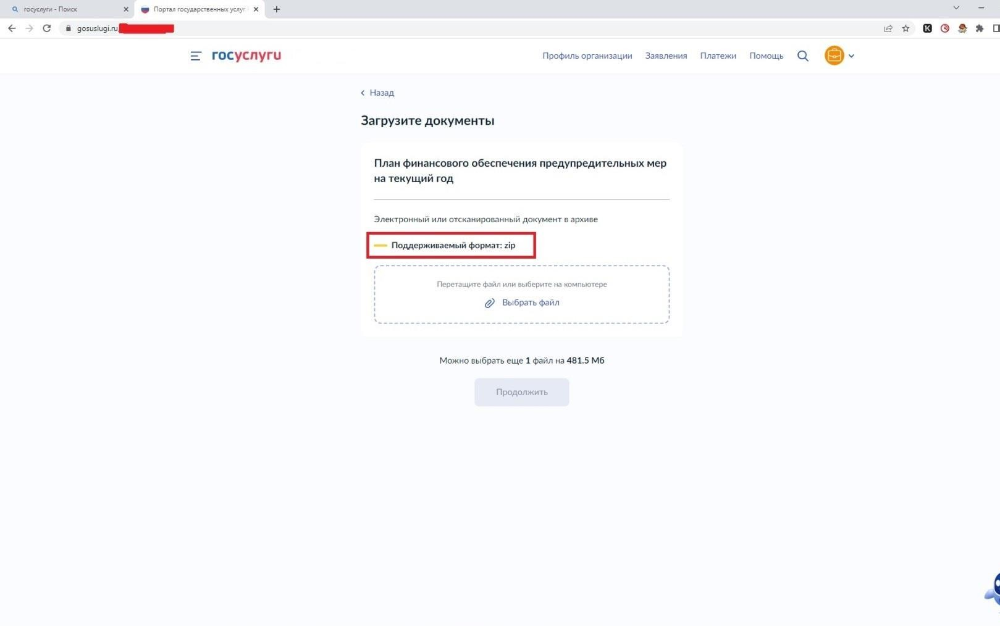 госуслуги - Поиск
Портал государственных услуг
gosuslugi.ru
госуслуги
Профиль организации Заявления Платежи Помощь
Назад
Загрузите документы
План финансового обеспечения предупредительных мер
на текущий год
Электронный или отсканированный документ в архиве
Поддерживаемый формат: zip
Перетащите файл или выберите на компьютере
Выбрать файл
Можно выбрать еще 1 файл на 481.5 Мб
Продолжить